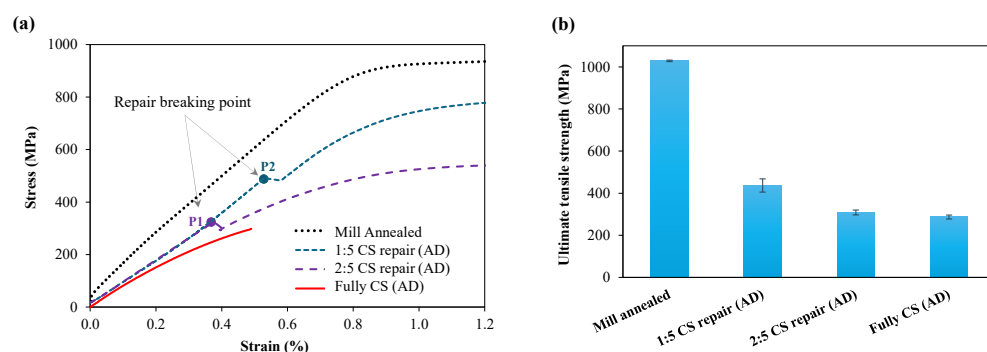 (a)
1000
800
600
400
200
0
Stress (MPa)
0.0 0.2 0.4 0.6 0.8 1.0 1.2
Strain (%)
Repair breaking point
P2
P1
Mill Annealed
1:5 CS repair (AD)
2:5 CS repair (AD)
Fully CS (AD)
(b)
1000
800
600
400
200
0
Ultimate tensile strength (MPa)
Mill annealed
1:5 CS repair (AD)
2:5 CS repair (AD)
Fully CS (AD)